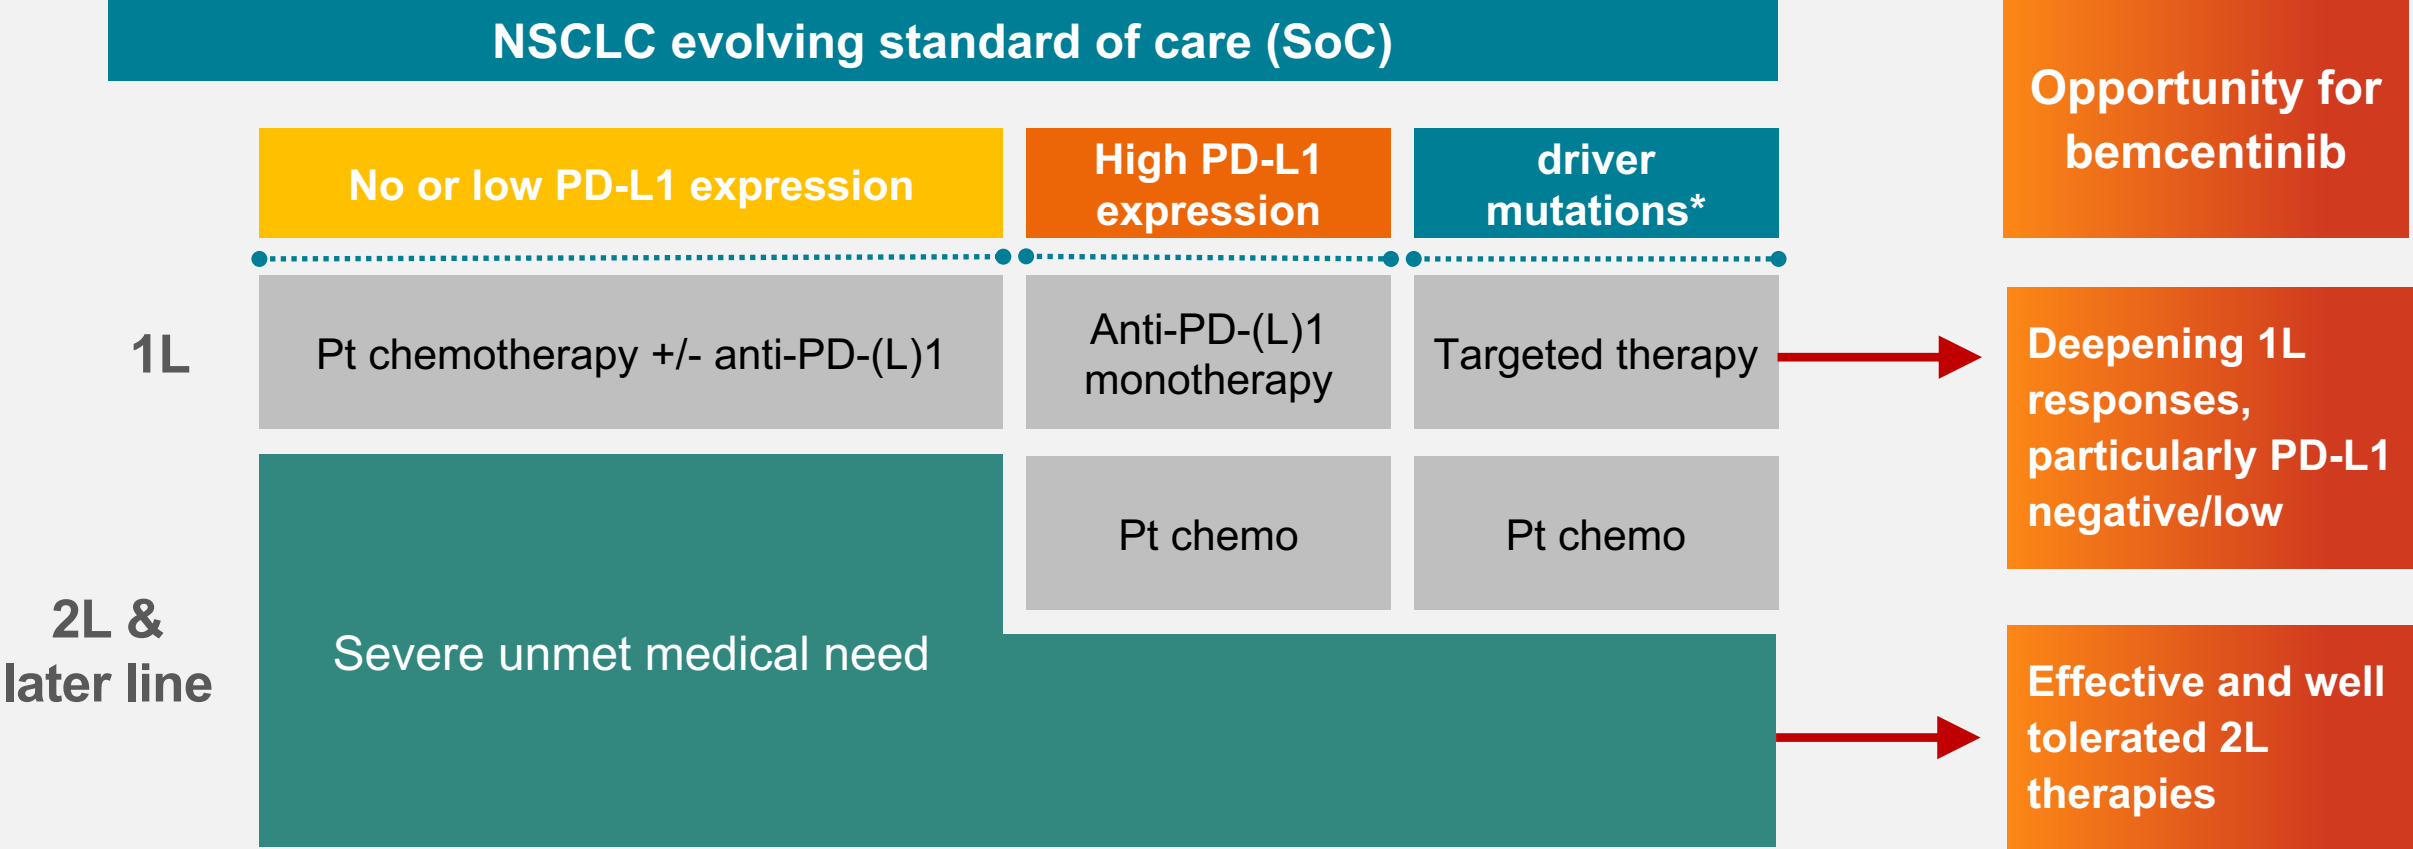 NSCLC evolving standard of care (SoC)
Opportunity for
bemcentinib
No or low PD-L1 expression
High PD-L1
expression
driver
mutations*
1L
Pt chemotherapy +/- anti-PD-(L)1
Anti-PD-(L)1
monotherapy
Targeted therapy
Deepening 1L
responses,
particularly PD-L1
negative/low
Pt chemo
Pt chemo
2L &
later line
Severe unmet medical need
Effective and well
tolerated 2L
therapies